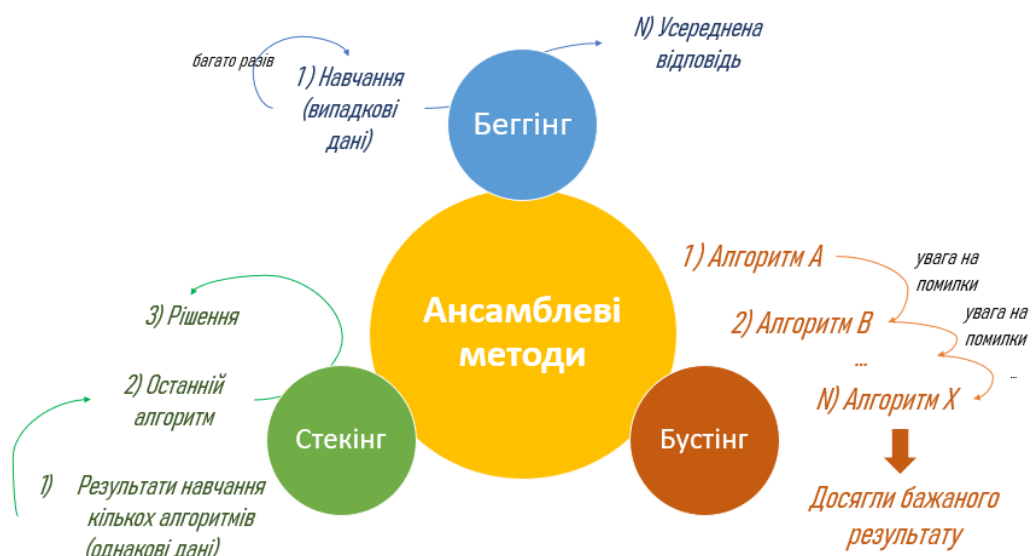 багато разів
1) Навчання
(випадкові
дані)
Беггінг
N) Усереднена
відповідь
Ансамблеві
методи
1) Алгоритм А
увага на
помилки
2) Алгоритм В
увага на
помилки
...
...
N) Алгоритм Х
Досягли бажаного
результату
Бустінг
3) Рішення
2) Останній
алгоритм
Стекінг
1) Результати навчання
кількох алгоритмів
(однакові дані)